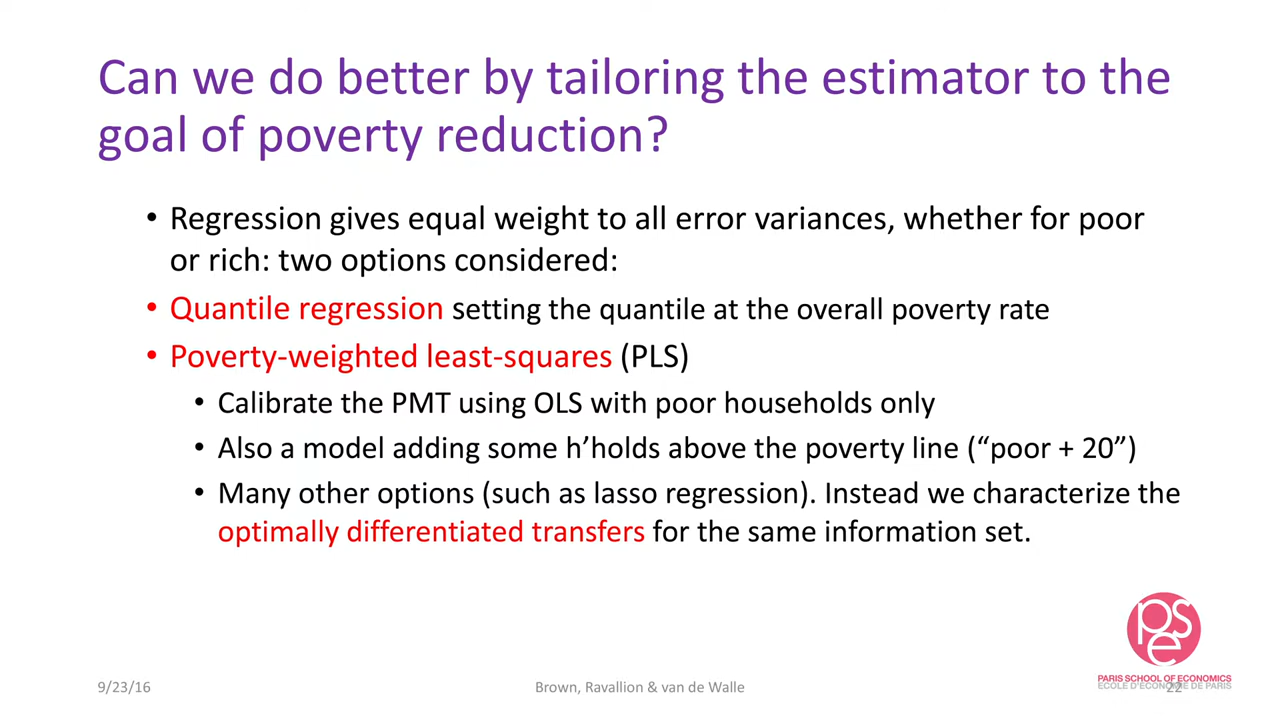 Can we do better by tailoring the estimator to the
goal of poverty reduction?
• Regression gives equal weight to all error variances, whether for poor
or rich: two options considered:
• Quantile regression setting the quantile at the overall poverty rate
• Poverty-weighted least-squares (PLS)
• Calibrate the PMT using OLS with poor households only
• Also a model adding some h’holds above the poverty line (“poor + 20”)
• Many other options (such as lasso regression). Instead we characterize the
optimally differentiated transfers for the same information set.
pse
PARIS SCHOOL OF ECONOMICS
ECOLE D'ECONOMIE DE PARIS
9/23/16
Brown, Ravallion & van de Walle
22